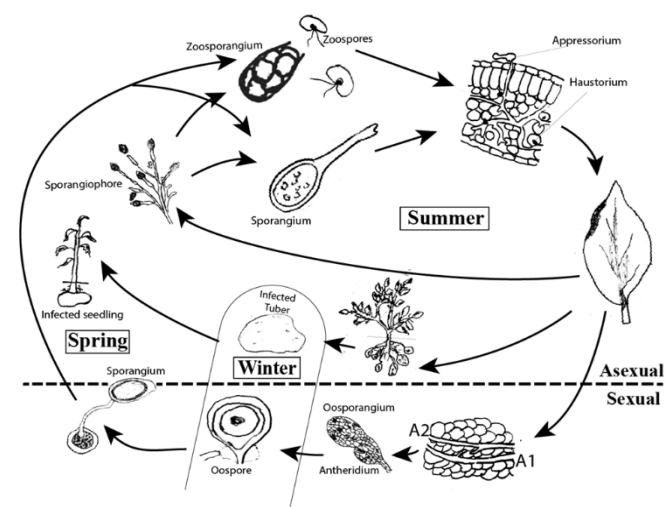 Zoosporangium
Zoospores
Appressorium
Haustorium
Sporangiophore
Sporangium
Summer
Infected seedling
Infected
Tuber
Spring
Winter
Asexual
Sexual
Sporangium
Oosporangium
Antheridium
Oospore
A2
A1